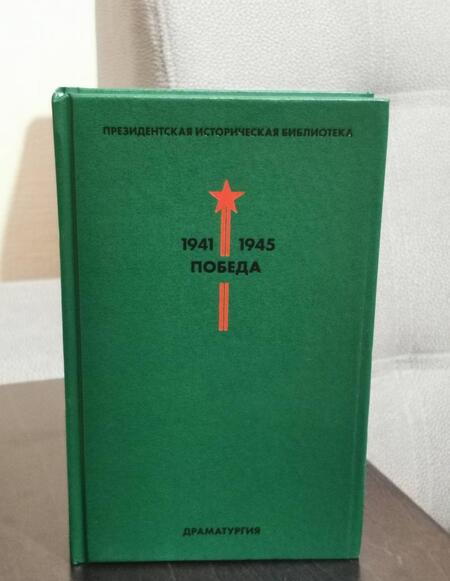 ПРЕЗИДЕНТСКАЯ ИСТОРИЧЕСКАЯ БИБЛИОТЕКА
1941 1945
ПОБЕДА
ДРАМАТУРГИЯ